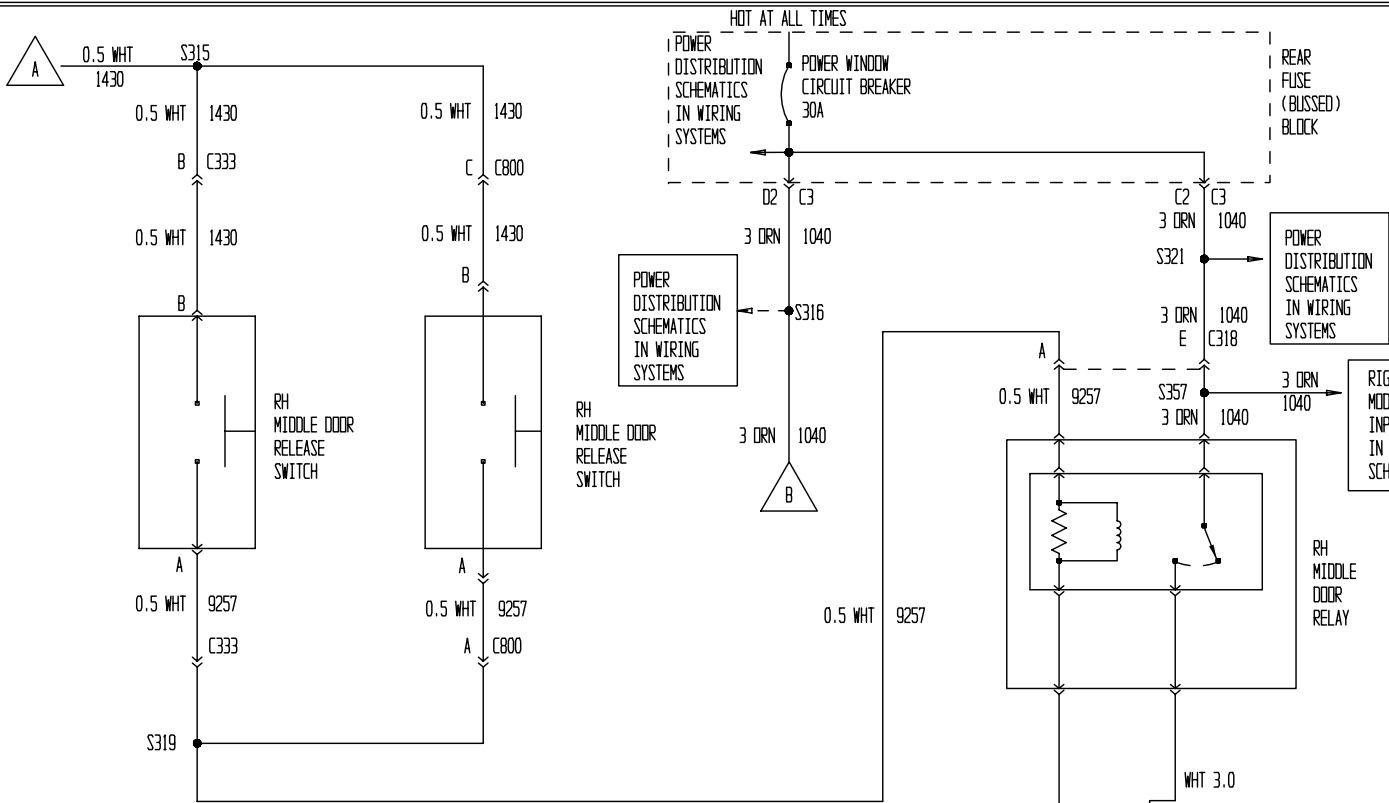 HOT AT ALL TIMES
A
0.5 WHT
1430
S315
POWER
DISTRIBUTION
SCHEMATICS
IN WIRING
SYSTEMS
POWER WINDOW
CIRCUIT BREAKER
30A
REAR
FUSE
(BUSSED)
BLOCK
0.5 WHT 1430
0.5 WHT 1430
B C333
C C800
D2 C3
C2 C3
0.5 WHT 1430
0.5 WHT 1430
3 ORN 1040
3 ORN 1040
S321
POWER
DISTRIBUTION
SCHEMATICS
IN WIRING
SYSTEMS
B
B
POWER
DISTRIBUTION
SCHEMATICS
IN WIRING
SYSTEMS
S316
3 ORN 1040
E C318
A
0.5 WHT 9257
S357
3 ORN
1040
3 ORN 1040
RIG
MOD
INP
IN
SCH
RH
MIDDLE DOOR
RELEASE
SWITCH
RH
MIDDLE DOOR
RELEASE
SWITCH
3 ORN 1040
B
A
A
0.5 WHT 9257
0.5 WHT 9257
C333
A C800
0.5 WHT 9257
RH
MIDDLE
DOOR
RELAY
S319
WHT 3.0